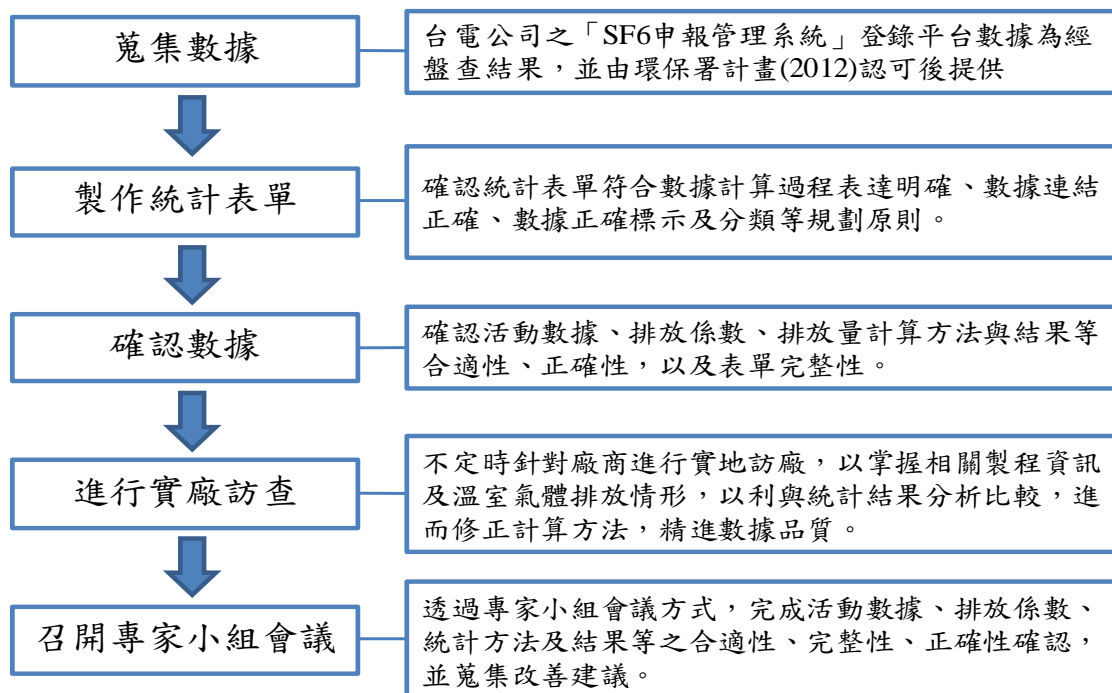 蒐集數據
台電公司之「SF6申報管理系統」登錄平台數據為經
盤查結果，並由環保署計畫(2012)認可後提供
製作統計表單
確認統計表單符合數據計算過程表達明確、數據連結
正確、數據正確標示及分類等規劃原則。
確認數據
確認活動數據、排放係數、排放量計算方法與結果等
合適性、正確性，以及表單完整性。
進行實廠訪查
不定時針對廠商進行實地訪廠，以掌握相關製程資訊
及溫室氣體排放情形，以利與統計結果分析比較，進
而修正計算方法，精進數據品質。
召開專家小組會議
透過專家小組會議方式，完成活動數據、排放係數、
統計方法及結果等之合適性、完整性、正確性確認，
並蒐集改善建議。